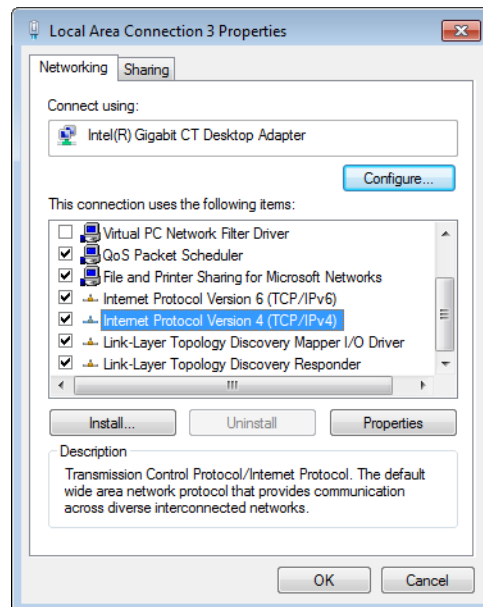 Local Area Connection 3 Properties
Networking Sharing
Connect using:
Intel(R) Gigabit CT Desktop Adapter
Configure...
This connection uses the following items:
Virtual PC Network Filter Driver
QoS Packet Scheduler
File and Printer Sharing for Microsoft Networks
Internet Protocol Version 6 (TCP/IPv6)
Internet Protocol Version 4 (TCP/IPv4)
Link-Layer Topology Discovery Mapper I/O Driver
Link-Layer Topology Discovery Responder
Install... Uninstall Properties
Description
Transmission Control Protocol/Internet Protocol. The default
wide area network protocol that provides communication
across diverse interconnected networks.
OK Cancel